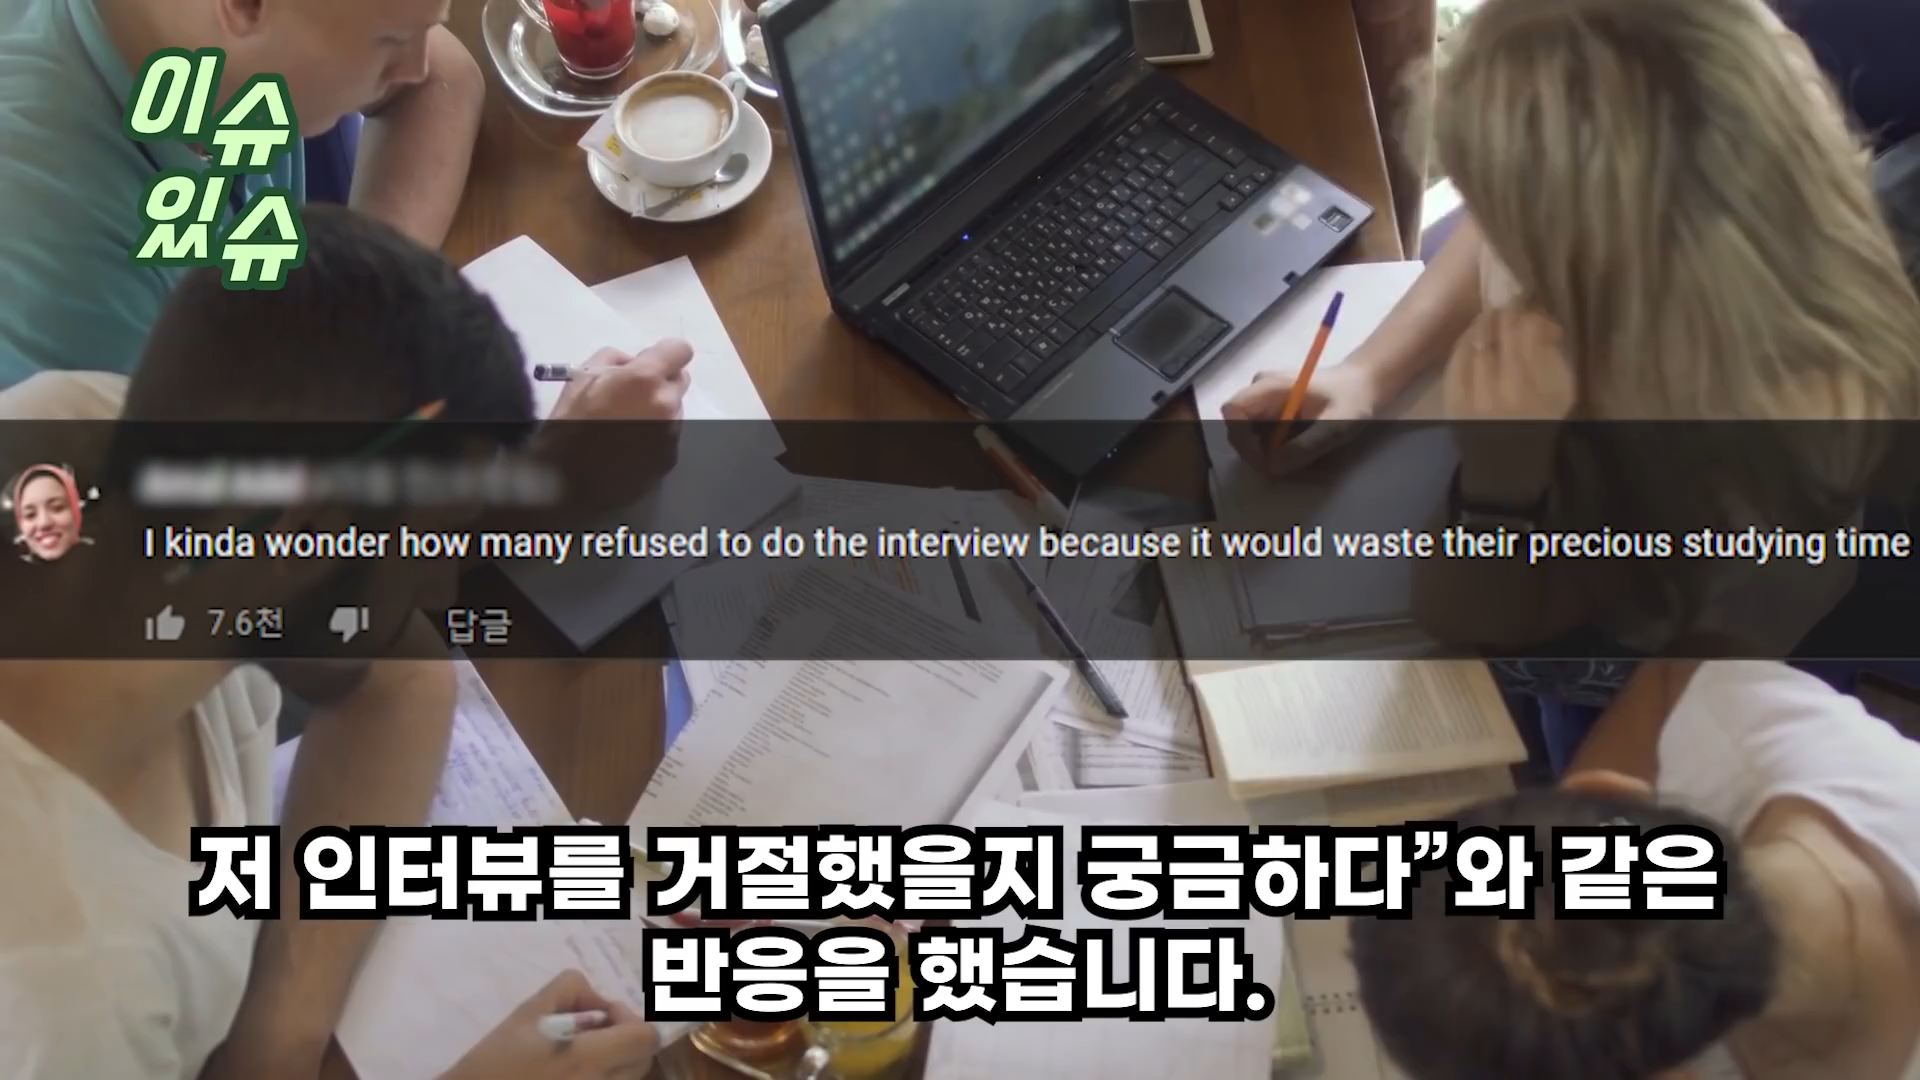 이슈
있슈
I kinda wonder how many refused to do the interview because it would waste their precious studying time
7.6천
답글
저 인터뷰를 거절했을지 궁금하다”와 같은
반응을 했습니다.